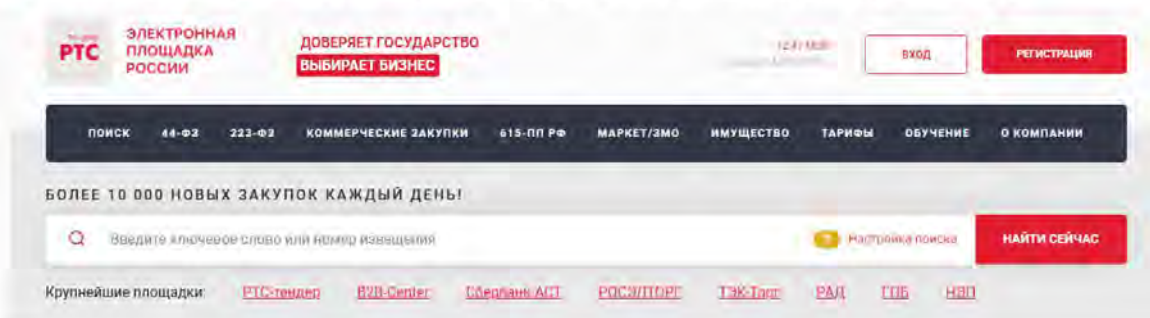 РТС
ЭЛЕКТРОННАЯ
ПЛОЩАДКА
РОССИИ
ДОВЕРЯЕТ ГОСУДАРСТВО
ВЫБИРАЕТ БИЗНЕС
ВХОД
РЕГИСТРАЦИЯ
ПОИСК 44-ФЗ 223-ФЗ КОММЕРЧЕСКИЕ ЗАКУПКИ 615-ПП РФ МАРКЕТ/ЗМО ИМУЩЕСТВО ТАРИФЫ ОБУЧЕНИЕ О КОМПАНИИ
БОЛЕЕ 10 000 НОВЫХ ЗАКУПОК КАЖДЫЙ ДЕНЬ!
Введите ключевое слово или номер извещения Настройка поиска НАЙТИ СЕЙЧАС
Крупнейшие площадки: РТС-тендер B2B-Center Сбербанк АСТ РОСЭЛТОРГ ТЭК-Торг РАД ГПБ НЭП